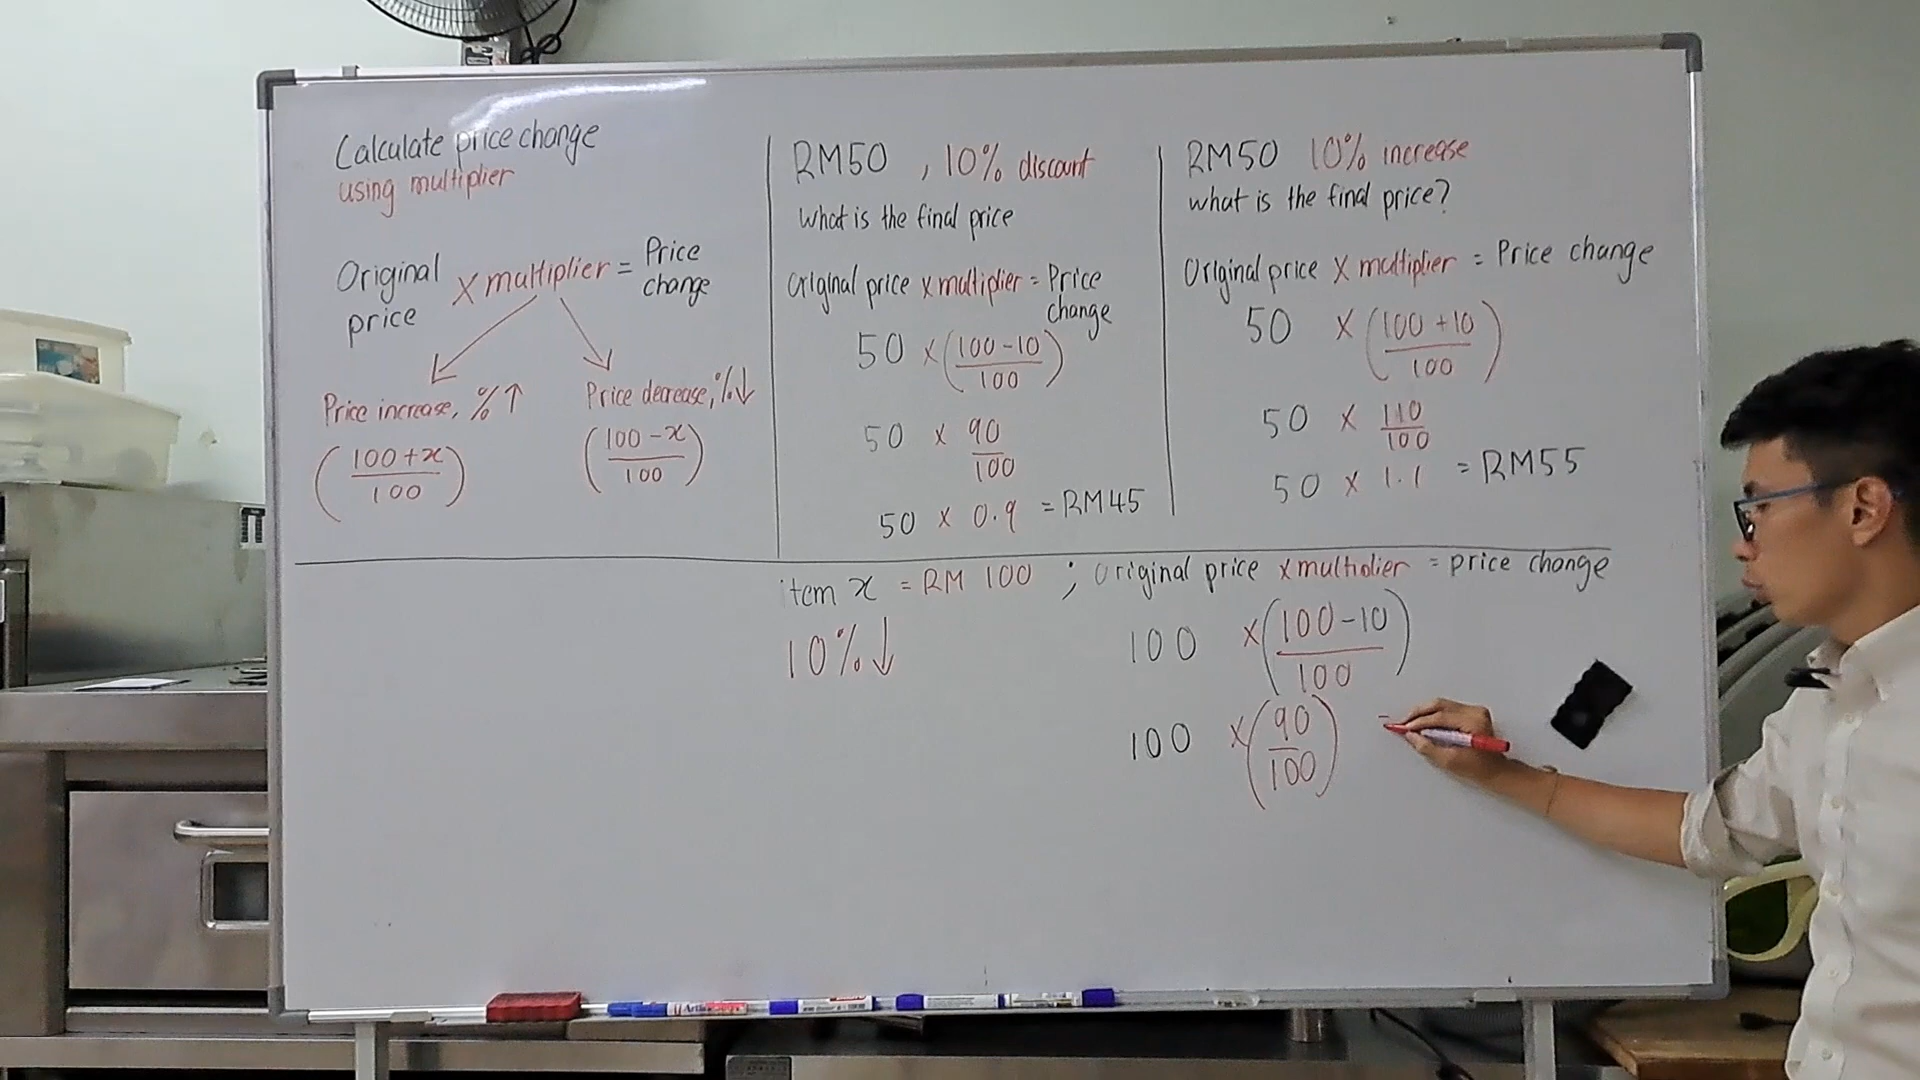 Calculate price change
using multiplier
Original price x multiplier = Price change
Price increase, % ↑
(100 + x / 100)
Price decrease, % ↓
(100 - x / 100)
RM50 , 10% discount
What is the final price
Original price x multiplier = Price change
50 x (100 - 10 / 100)
50 x 90 / 100
50 x 0.9 = RM45
RM50 10% increase
what is the final price?
Original price x multiplier = Price change
50 x (100 + 10 / 100)
50 x 110 / 100
50 x 1.1 = RM55
item x = RM 100 ; Original price x multiplier = price change
10% ↓
100 x (100 - 10 / 100)
100 x (90 / 100) =